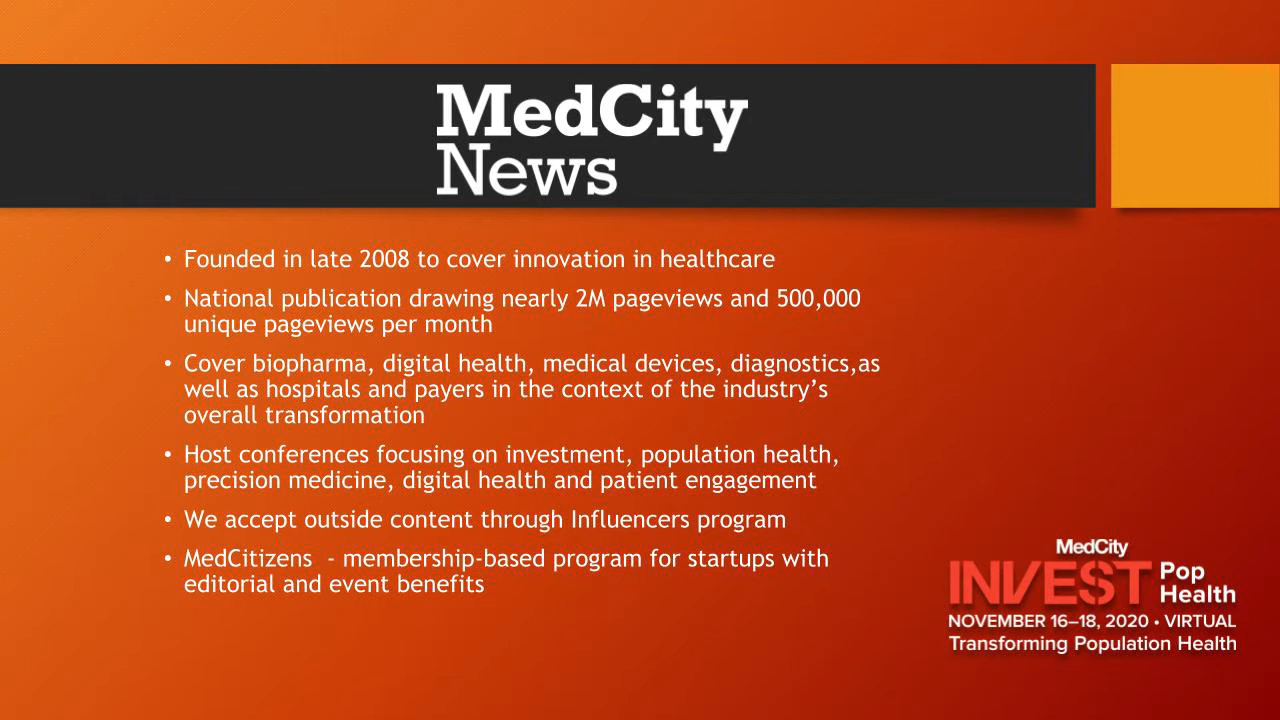 MedCity
News
• Founded in late 2008 to cover innovation in healthcare
• National publication drawing nearly 2M pageviews and 500,000
unique pageviews per month
• Cover biopharma, digital health, medical devices, diagnostics,as
well as hospitals and payers in the context of the industry’s
overall transformation
• Host conferences focusing on investment, population health,
precision medicine, digital health and patient engagement
• We accept outside content through Influencers program
• MedCitizens  - membership-based program for startups with
editorial and event benefits
MedCity
INVEST Pop
Health
NOVEMBER 16–18, 2020 • VIRTUAL
Transforming Population Health